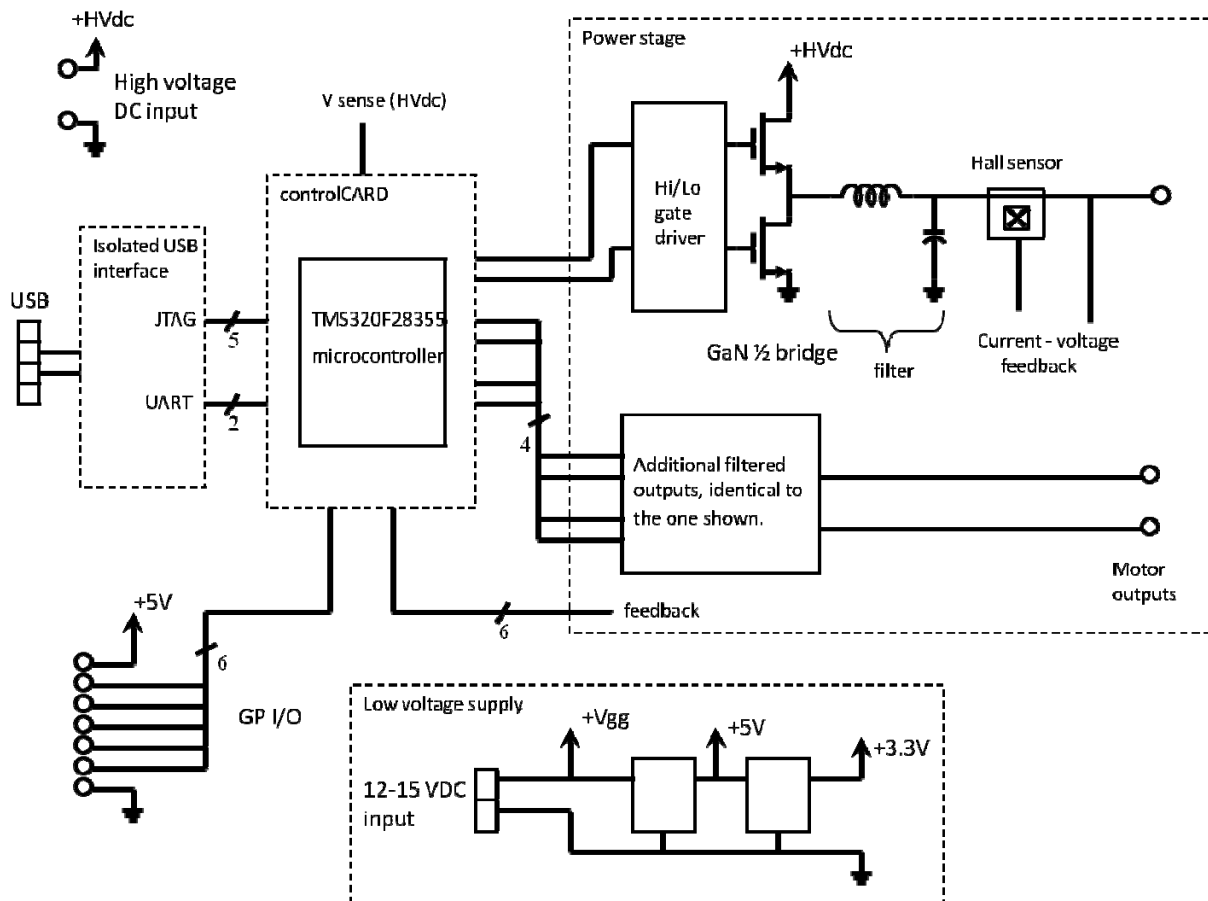 +HVdc
High voltage
DC input
V sense (HVdc)
controlCARD
TMS320F28355
microcontroller
Isolated USB
interface
USB
JTAG
5
UART
2
4
Power stage
+HVdc
Hi/Lo
gate
driver
GaN ½ bridge
filter
Hall sensor
Current - voltage
feedback
Additional filtered
outputs, identical to
the one shown.
Motor
outputs
feedback
6
+5V
6
GP I/O
Low voltage supply
+Vgg
+5V
+3.3V
12-15 VDC
input